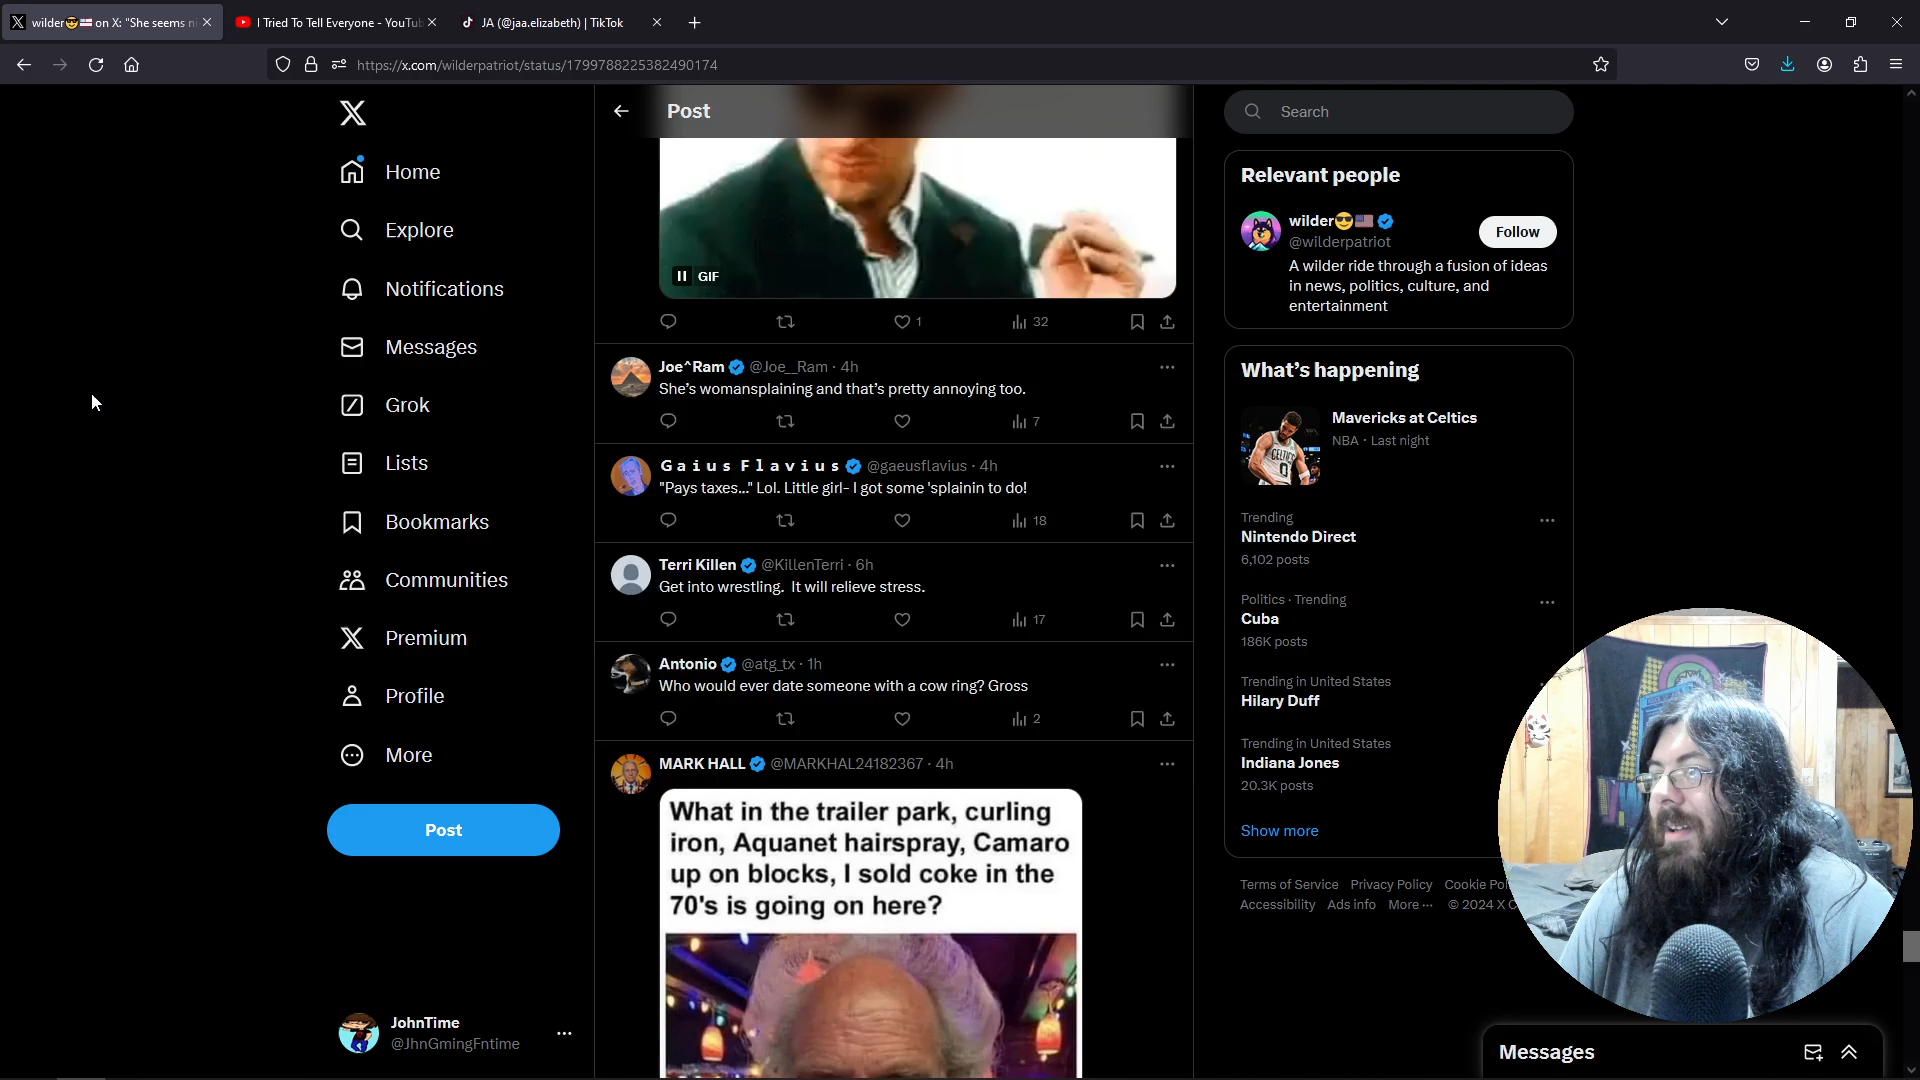 wilder😎🇺🇸 on X: "She seems ni
I Tried To Tell Everyone - YouTu
JA (@jaa.elizabeth) | TikTok
https://x.com/wilderpatriot/status/1799788225382490174
Home
Explore
Notifications
Messages
Grok
Lists
Bookmarks
Communities
Premium
Profile
More
Post
JohnTime
@JhnGmingFntime
Post
GIF
1
32
Joe^Ram @Joe__Ram · 4h
She's womansplaining and that's pretty annoying too.
7
Gaius Flavius @gaeusflavius · 4h
"Pays taxes..." Lol. Little girl- I got some 'splainin to do!
18
Terri Killen @KillenTerri · 6h
Get into wrestling. It will relieve stress.
17
Antonio @atg_tx · 1h
Who would ever date someone with a cow ring? Gross
2
MARK HALL @MARKHAL24182367 · 4h
What in the trailer park, curling
iron, Aquanet hairspray, Camaro
up on blocks, I sold coke in the
70's is going on here?
Search
Relevant people
wilder😎🇺🇸
@wilderpatriot
Follow
A wilder ride through a fusion of ideas
in news, politics, culture, and
entertainment
What's happening
Mavericks at Celtics
NBA · Last night
CELTICS
0
Trending
Nintendo Direct
6,102 posts
Politics · Trending
Cuba
186K posts
Trending in United States
Hilary Duff
Trending in United States
Indiana Jones
20.3K posts
Show more
Terms of Service Privacy Policy Cookie Pol
Accessibility Ads info More ··· © 2024 X C
Messages